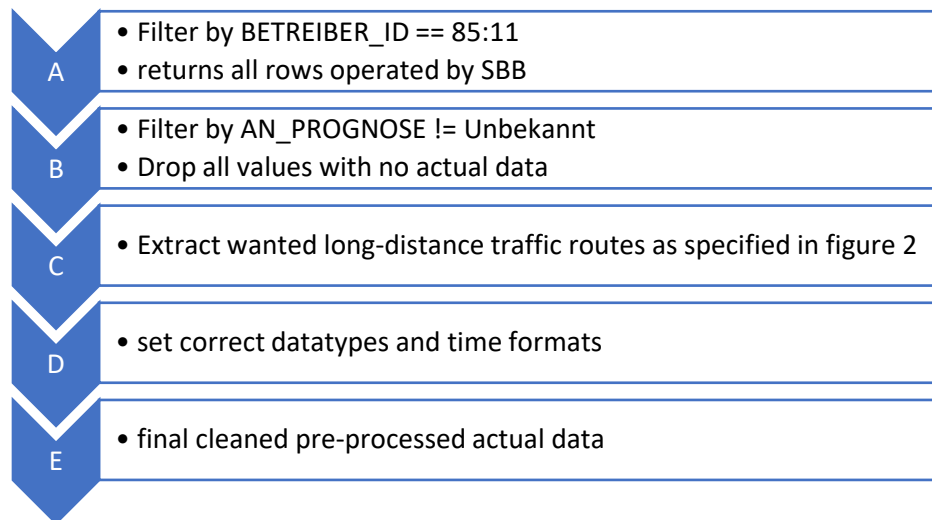 A
• Filter by BETREIBER_ID == 85:11
• returns all rows operated by SBB
B
• Filter by AN_PROGNOSE != Unbekannt
• Drop all values with no actual data
C
• Extract wanted long-distance traffic routes as specified in figure 2
D
• set correct datatypes and time formats
E
• final cleaned pre-processed actual data